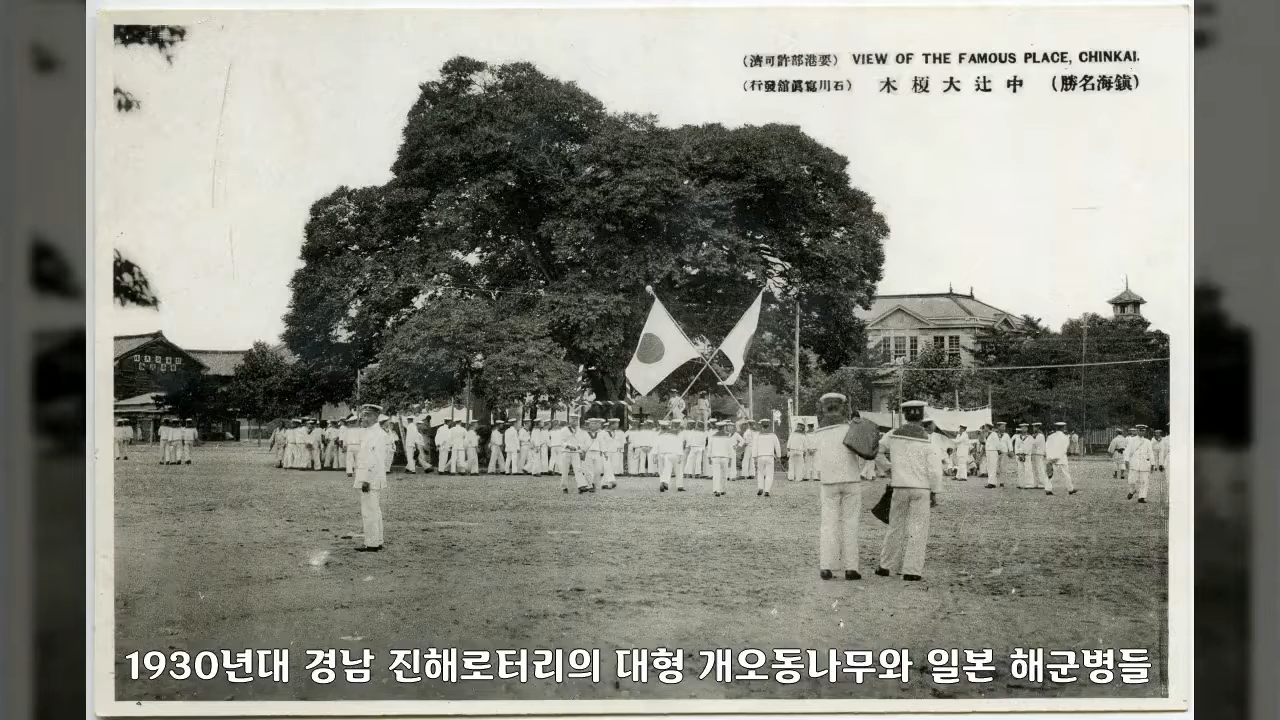 (要港部許可濟) VIEW OF THE FAMOUS PLACE, CHINKAI.
(石川寫眞舘發行) 木榎大辻中 (鎭海名勝)
1930년대 경남 진해로터리의 대형 개오동나무와 일본 해군병들